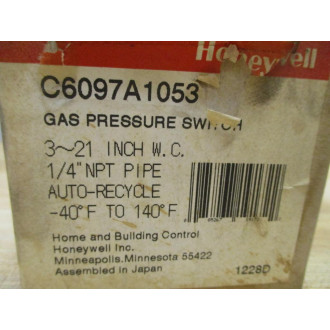 Honeywell
C6097A1053
GAS PRESSURE SWITCH
3~21 INCH W.C.
1/4" NPT PIPE
AUTO-RECYCLE
-40°F TO 140°F
Home and Building Control
Honeywell Inc.
Minneapolis, Minnesota 55422
Assembled in Japan
1228D